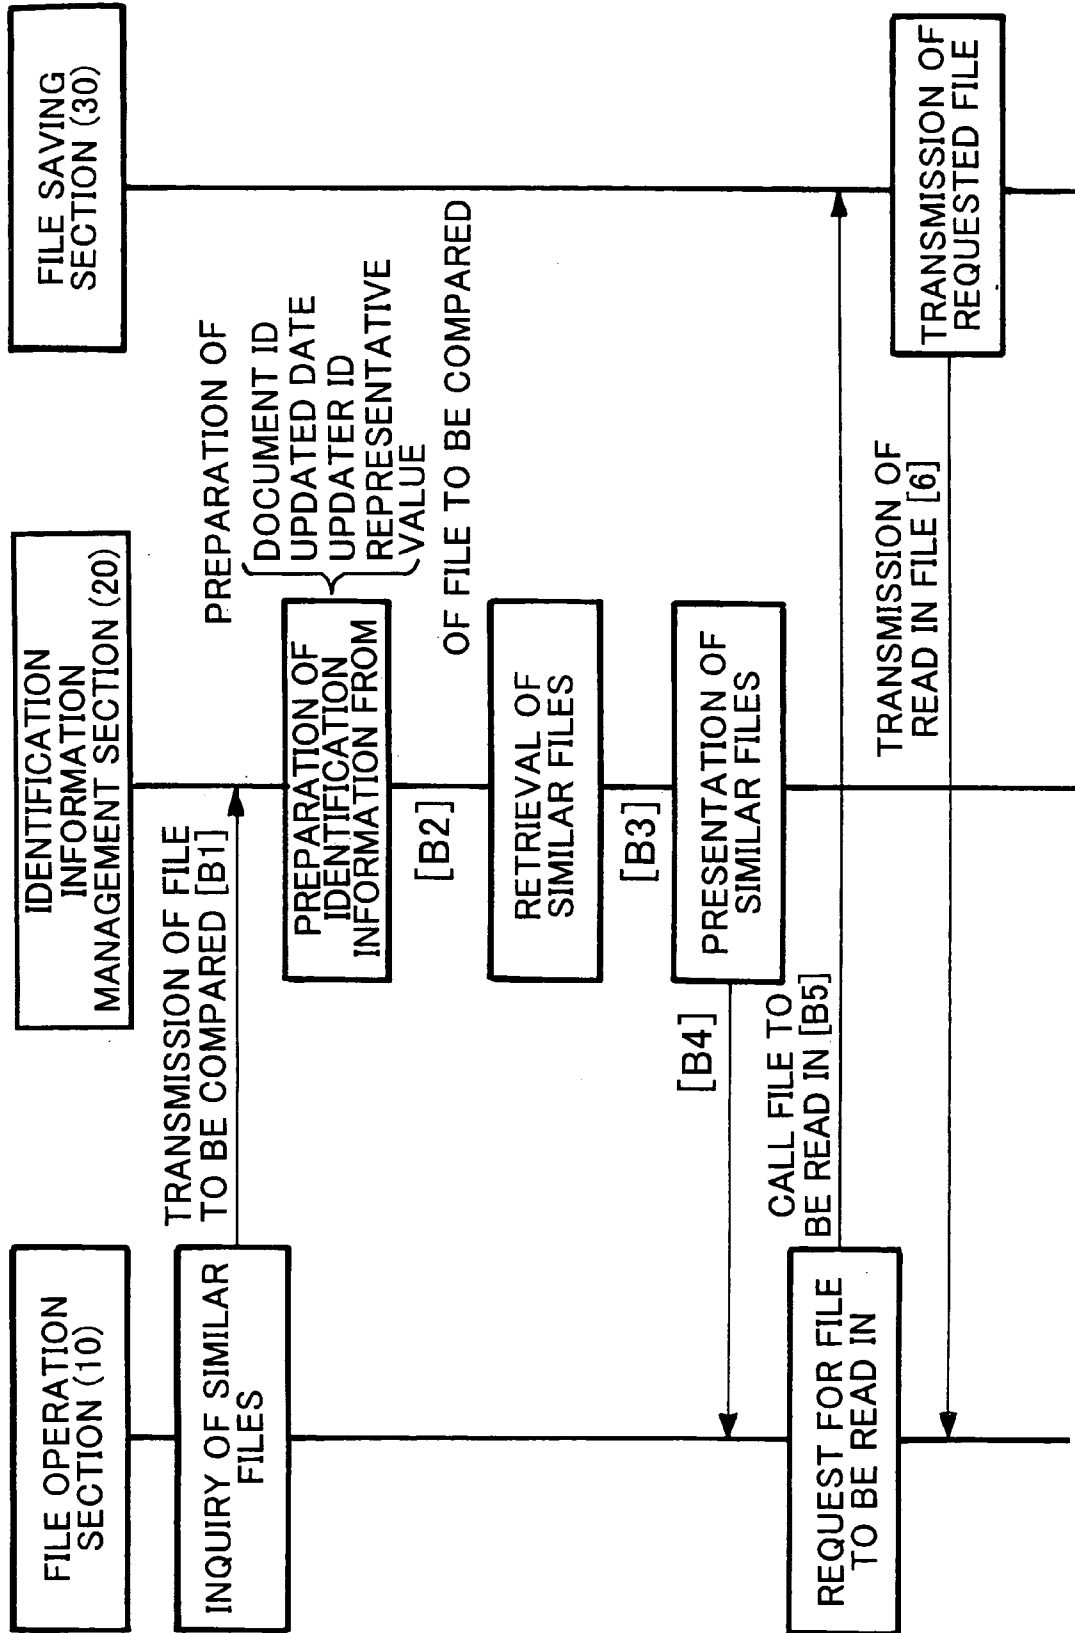 FILE OPERATION
SECTION (10)
IDENTIFICATION
INFORMATION
MANAGEMENT SECTION (20)
FILE SAVING
SECTION (30)
INQUIRY OF SIMILAR
FILES
TRANSMISSION OF FILE
TO BE COMPARED [B1]
PREPARATION OF
IDENTIFICATION
INFORMATION FROM
PREPARATION OF
DOCUMENT ID
UPDATED DATE
UPDATER ID
REPRESENTATIVE
VALUE
OF FILE TO BE COMPARED
[B2]
RETRIEVAL OF
SIMILAR FILES
[B3]
PRESENTATION OF
SIMILAR FILES
[B4]
REQUEST FOR FILE
TO BE READ IN
CALL FILE TO
BE READ IN [B5]
TRANSMISSION OF
REQUESTED FILE
TRANSMISSION OF
READ IN FILE [6]